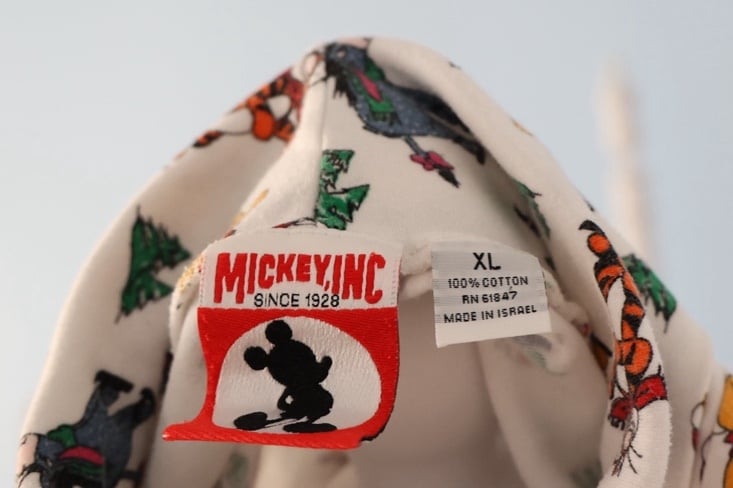 MICKEY, INC
SINCE 1928
XL
100% COTTON
RN 61847
MADE IN ISRAEL